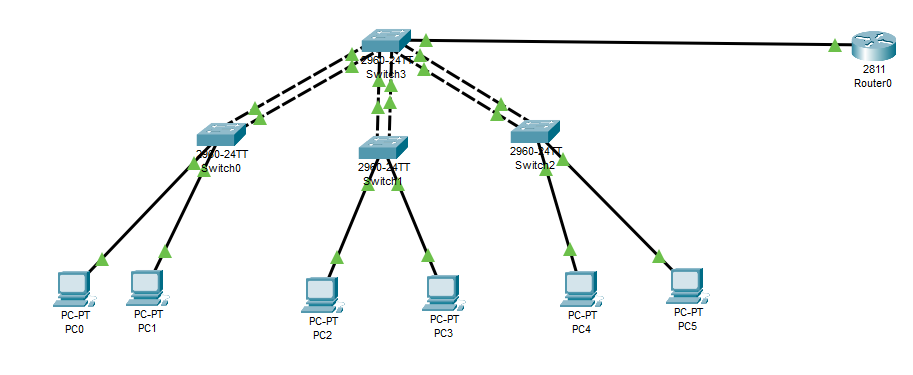 2960-24TT
Switch3
2811
Router0
2960-24TT
Switch0
2960-24TT
Switch1
2960-24TT
Switch2
PC-PT
PC0
PC-PT
PC1
PC-PT
PC2
PC-PT
PC3
PC-PT
PC4
PC-PT
PC5